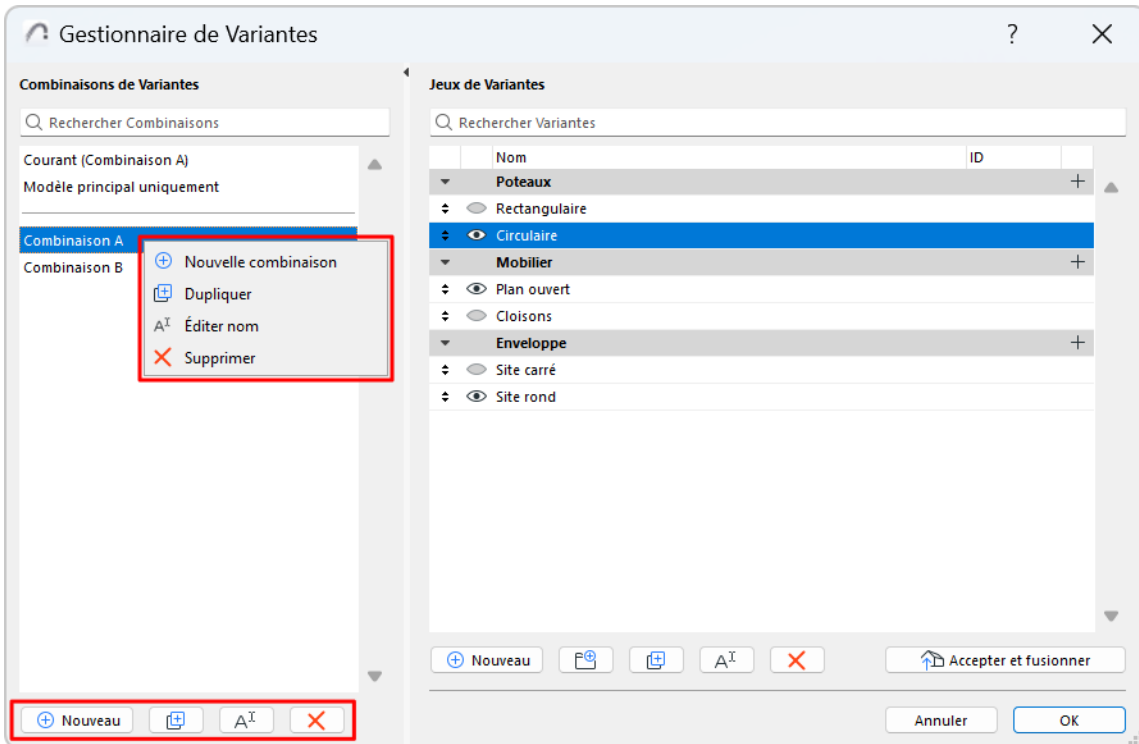 Gestionnaire de Variantes
?
Combinaisons de Variantes
Rechercher Combinaisons
Courant (Combinaison A)
Modèle principal uniquement
Combinaison A
Combinaison B
Nouvelle combinaison
Dupliquer
Éditer nom
Supprimer
Nouveau
Jeux de Variantes
Rechercher Variantes
Nom ID
Poteaux
Rectangulaire
Circulaire
Mobilier
Plan ouvert
Cloisons
Enveloppe
Site carré
Site rond
Nouveau Accepter et fusionner
Annuler OK